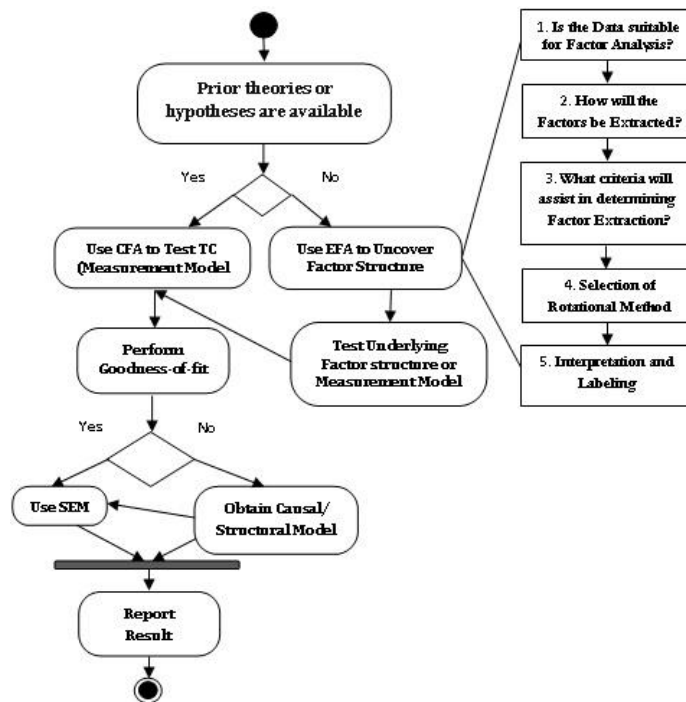 Prior theories or
hypotheses are available
Yes
No
Use CFA to Test TC
(Measurement Model
Use EFA to Uncover
Factor Structure
Perform
Goodness-of-fit
Test Underlying
Factor structure or
Measurement Model
Yes
No
Use SEM
Obtain Causal/
Structural Model
Report
Result
1. Is the Data suitable
for Factor Analysis?
2. How will the
Factors be Extracted?
3. What criteria will
assist in determining
Factor Extraction?
4. Selection of
Rotational Method
5. Interpretation and
Labeling